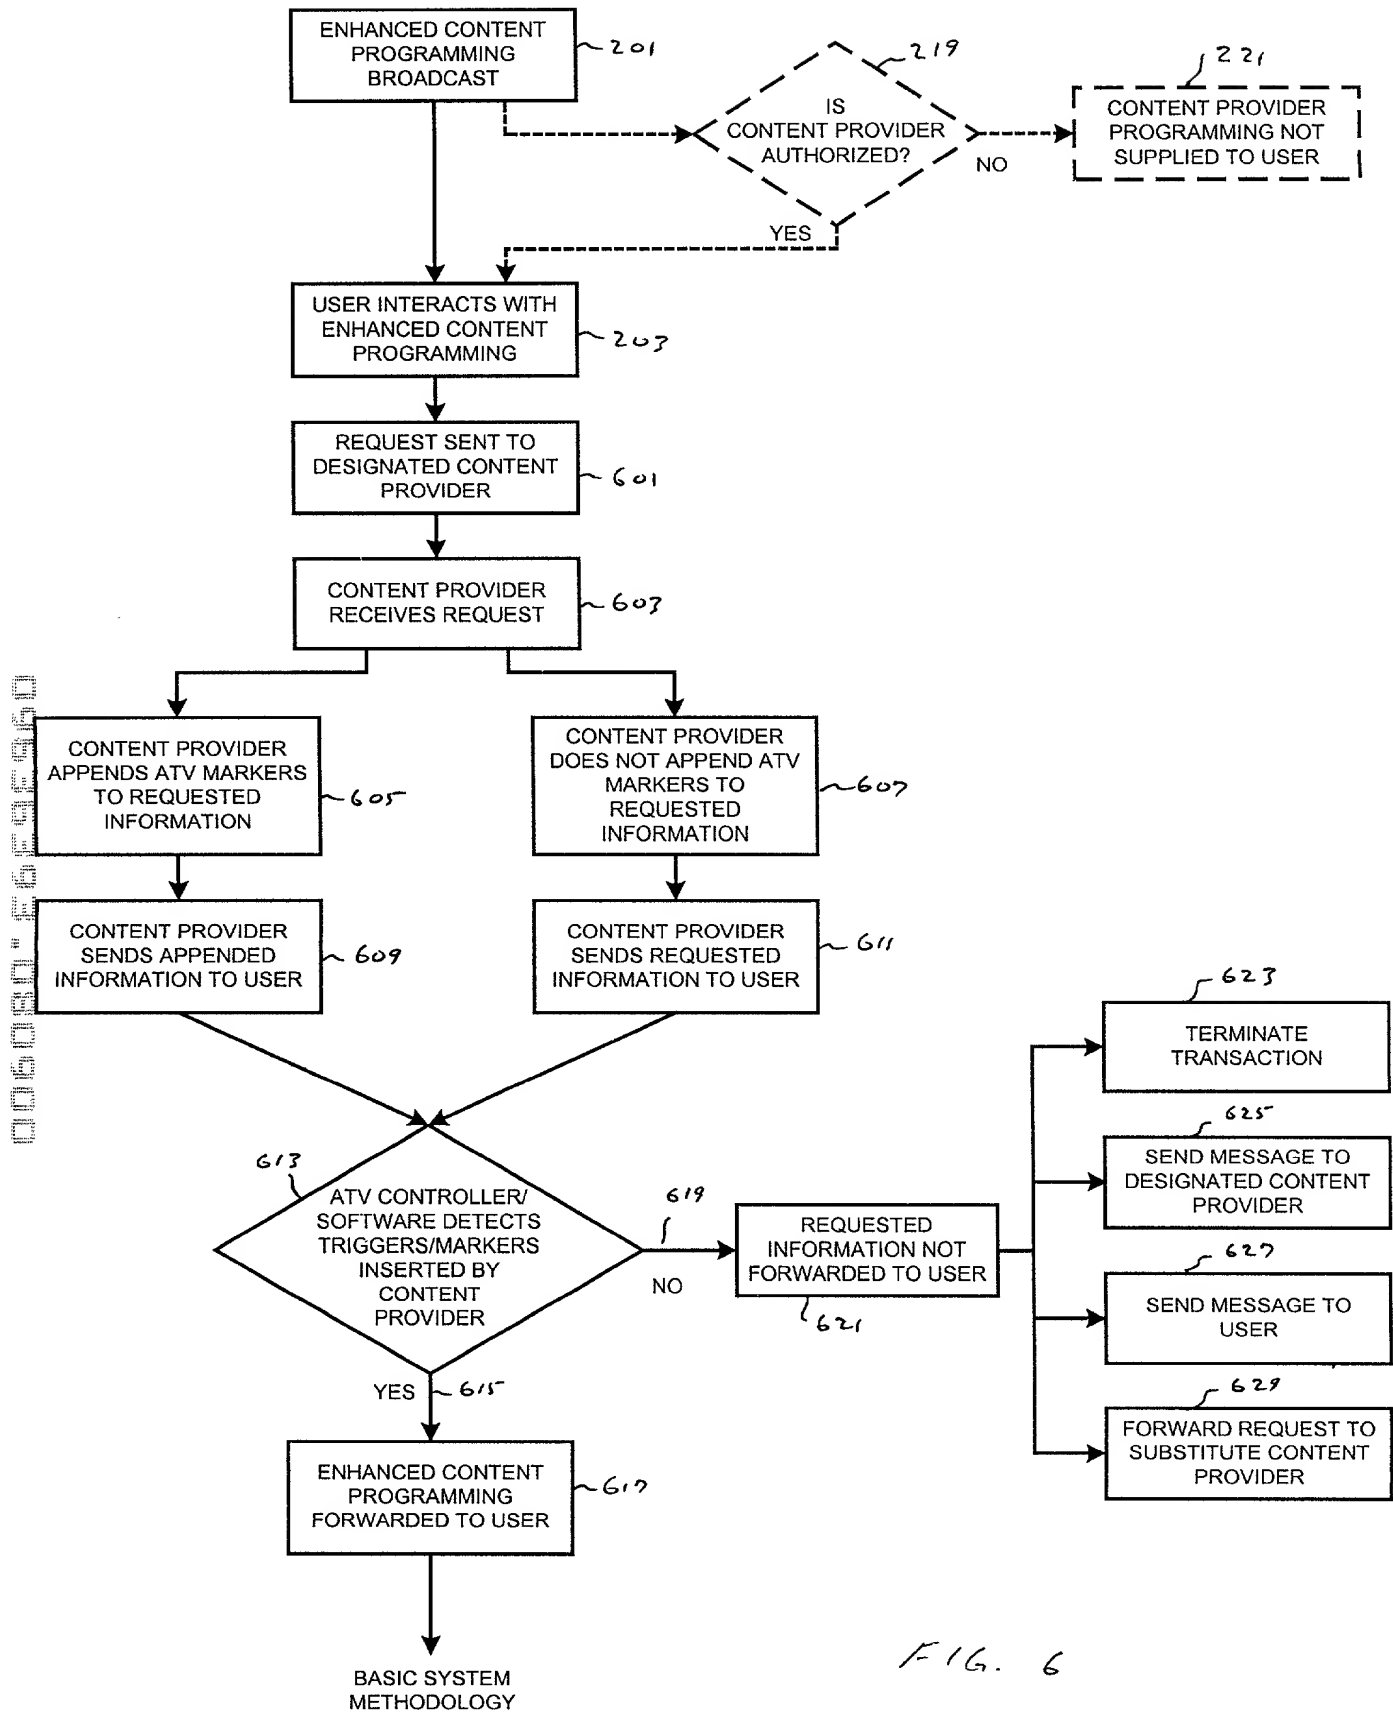 ENHANCED CONTENT
PROGRAMMING
BROADCAST
201
IS
CONTENT PROVIDER
AUTHORIZED?
219
NO
CONTENT PROVIDER
PROGRAMMING NOT
SUPPLIED TO USER
221
YES
USER INTERACTS WITH
ENHANCED CONTENT
PROGRAMMING
203
REQUEST SENT TO
DESIGNATED CONTENT
PROVIDER
601
CONTENT PROVIDER
RECEIVES REQUEST
603
CONTENT PROVIDER
APPENDS ATV MARKERS
TO REQUESTED
INFORMATION
605
CONTENT PROVIDER
DOES NOT APPEND ATV
MARKERS TO
REQUESTED
INFORMATION
607
CONTENT PROVIDER
SENDS APPENDED
INFORMATION TO USER
609
CONTENT PROVIDER
SENDS REQUESTED
INFORMATION TO USER
611
613
ATV CONTROLLER/
SOFTWARE DETECTS
TRIGGERS/MARKERS
INSERTED BY
CONTENT
PROVIDER
619
NO
REQUESTED
INFORMATION NOT
FORWARDED TO USER
621
623
TERMINATE
TRANSACTION
625
SEND MESSAGE TO
DESIGNATED CONTENT
PROVIDER
627
SEND MESSAGE TO
USER
629
FORWARD REQUEST TO
SUBSTITUTE CONTENT
PROVIDER
YES
615
ENHANCED CONTENT
PROGRAMMING
FORWARDED TO USER
617
BASIC SYSTEM
METHODOLOGY
FIG. 6